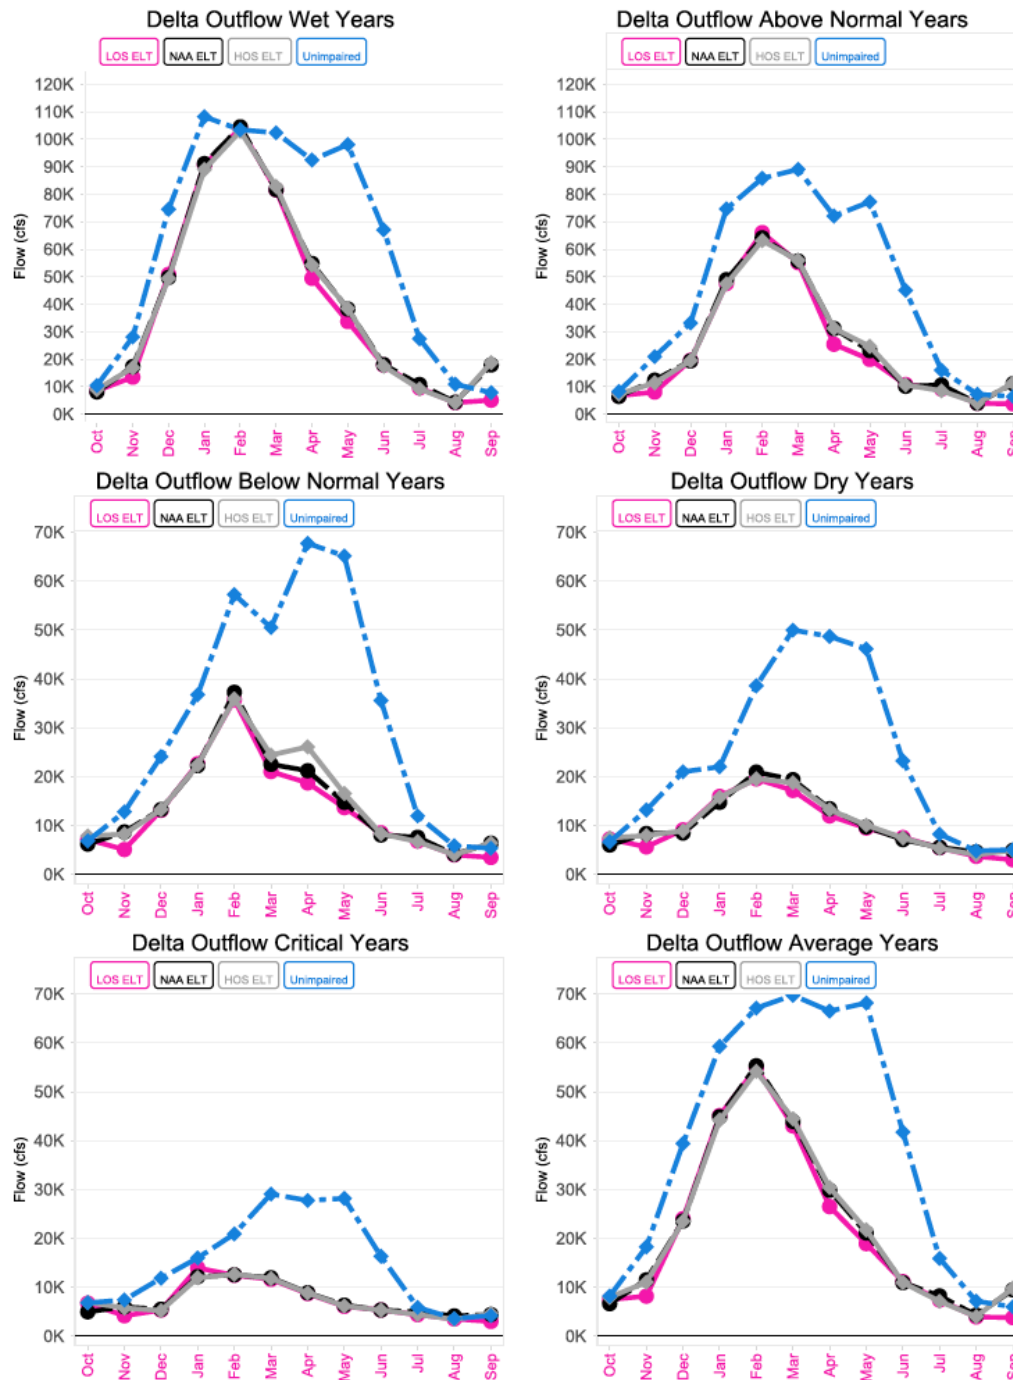 Delta Outflow Wet Years
LOS ELT NAA ELT HOS ELT Unimpaired
120K
110K
100K
90K
80K
70K
60K
50K
40K
30K
20K
10K
0K
Flow (cfs)
Oct Nov Dec Jan Feb Mar Apr May Jun Jul Aug Sep
Delta Outflow Above Normal Years
LOS ELT NAA ELT HOS ELT Unimpaired
120K
110K
100K
90K
80K
70K
60K
50K
40K
30K
20K
10K
0K
Flow (cfs)
Oct Nov Dec Jan Feb Mar Apr May Jun Jul Aug Sep
Delta Outflow Below Normal Years
LOS ELT NAA ELT HOS ELT Unimpaired
70K
60K
50K
40K
30K
20K
10K
0K
Flow (cfs)
Oct Nov Dec Jan Feb Mar Apr May Jun Jul Aug Sep
Delta Outflow Dry Years
LOS ELT NAA ELT HOS ELT Unimpaired
70K
60K
50K
40K
30K
20K
10K
0K
Flow (cfs)
Oct Nov Dec Jan Feb Mar Apr May Jun Jul Aug Sep
Delta Outflow Critical Years
LOS ELT NAA ELT HOS ELT Unimpaired
70K
60K
50K
40K
30K
20K
10K
0K
Flow (cfs)
Oct Nov Dec Jan Feb Mar Apr May Jun Jul Aug Sep
Delta Outflow Average Years
LOS ELT NAA ELT HOS ELT Unimpaired
70K
60K
50K
40K
30K
20K
10K
0K
Flow (cfs)
Oct Nov Dec Jan Feb Mar Apr May Jun Jul Aug Sep